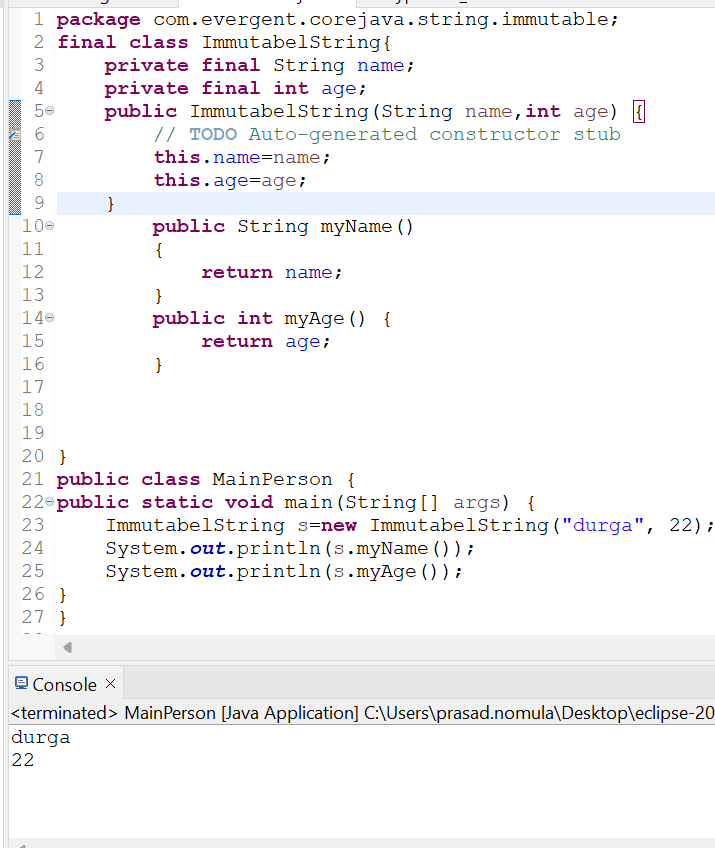 1 package com.evergent.corejava.string.immutable;
2 final class ImmutabelString{
3     private final String name;
4     private final int age;
5     public ImmutabelString(String name,int age) {
6         // TODO Auto-generated constructor stub
7         this.name=name;
8         this.age=age;
9     }
10         public String myName()
11         {
12             return name;
13         }
14         public int myAge() {
15             return age;
16         }
17
18
19
20 }
21 public class MainPerson {
22 public static void main(String[] args) {
23     ImmutabelString s=new ImmutabelString("durga", 22);
24     System.out.println(s.myName());
25     System.out.println(s.myAge());
26 }
27 }
Console
<terminated> MainPerson [Java Application] C:\Users\prasad.nomula\Desktop\eclipse-20
durga
22